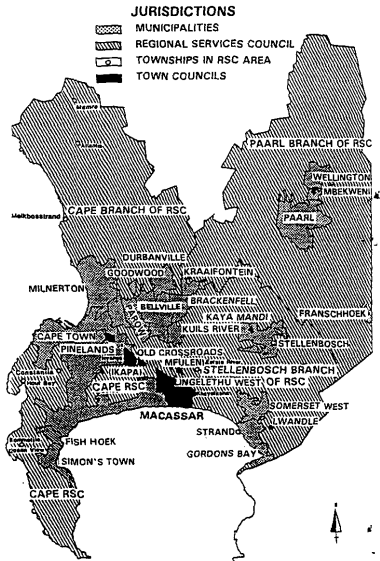 JURISDICTIONS
MUNICIPALITIES
REGIONAL SERVICES COUNCIL
TOWNSHIPS IN RSC AREA
TOWN COUNCILS
PAARL BRANCH OF RSC
WELLINGTON
MBEKWENI
PAARL
Melkbosstrand
CAPE BRANCH OF RSC
DURBANVILLE
GOODWOOD
KRAAIFONTEIN
MILNERTON
PAROW
BELLVILLE
BRACKENFELL
KAYA MANDI
FRANSCHHOEK
KUILS RIVER
CAPE TOWN
STELLENBOSCH
PINELANDS
OLD CROSSROADS
MFULENI
STELLENBOSCH BRANCH
OF RSC
IKAPA
LINGELETHU WEST
CAPE RSC
MACASSAR
SOMERSET WEST
LWANDLE
STRAND
FISH HOEK
GORDONS BAY
SIMON'S TOWN
CAPE RSC